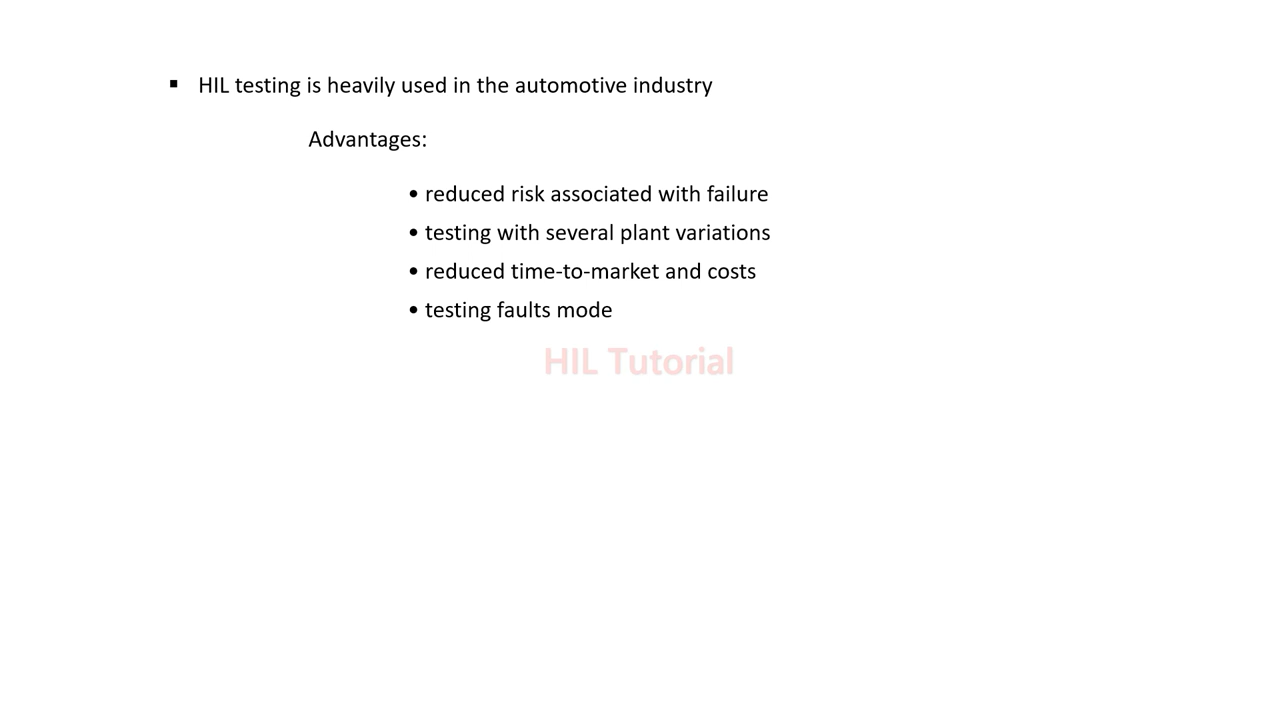 ▪ HIL testing is heavily used in the automotive industry
Advantages:
• reduced risk associated with failure
• testing with several plant variations
• reduced time-to-market and costs
• testing faults mode
HIL Tutorial